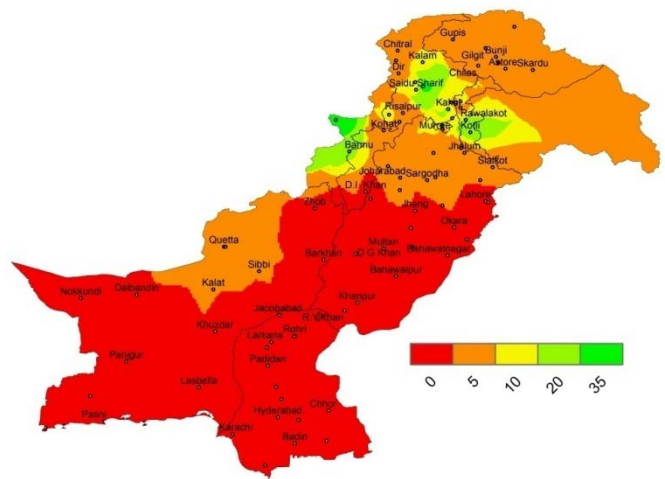 Gupis
Chitral
Bunji
Kalam
Gilgit
Astore
Dir
Skardu
Chilas
Saidu Sharif
Kakul
Risalpur
Rawalakot
Kohat
Murree
Kotli
Bannu
Jhalum
Sialkot
Joharabad
Sargodha
D.I. Khan
Zhob
Lahore
Jhang
Okara
Quetta
Multan
Barkhan
D G Khan
Bahawalnagar
Sibbi
Bahawalpur
Kalat
Nokkundi
Dalbandin
Khanpur
Jacobabad
R.Y.Khan
Khuzdar
Rohri
Larkana
Panjgur
Padidan
Lasbella
Chhor
Pasni
Hyderabad
Karachi
Badin
0
5
10
20
35